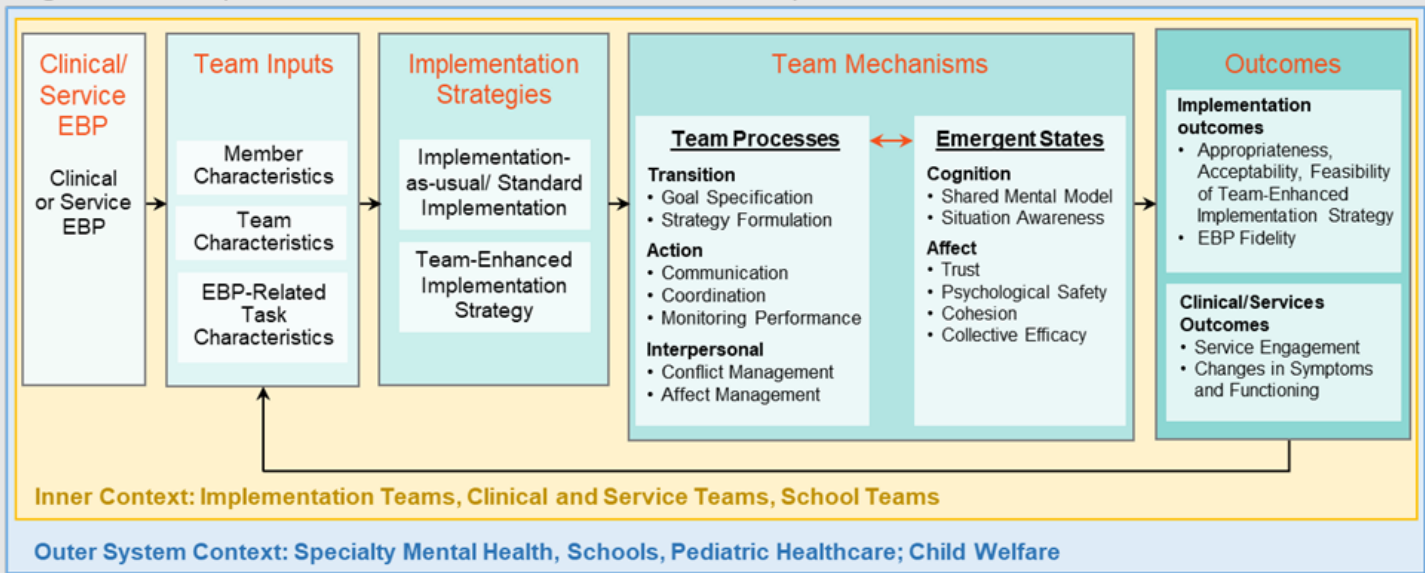 Clinical/
Service
EBP
Clinical
or Service
EBP
Team Inputs
Member
Characteristics
Team
Characteristics
EBP-Related
Task
Characteristics
Implementation
Strategies
Implementation-
as-usual/ Standard
Implementation
Team-Enhanced
Implementation
Strategy
Team Mechanisms
Team Processes
Transition
• Goal Specification
• Strategy Formulation
Action
• Communication
• Coordination
• Monitoring Performance
Interpersonal
• Conflict Management
• Affect Management
Emergent States
Cognition
• Shared Mental Model
• Situation Awareness
Affect
• Trust
• Psychological Safety
• Cohesion
• Collective Efficacy
Outcomes
Implementation
outcomes
• Appropriateness,
Acceptability, Feasibility
of Team-Enhanced
Implementation Strategy
• EBP Fidelity
Clinical/Services
Outcomes
• Service Engagement
• Changes in Symptoms
and Functioning
Inner Context: Implementation Teams, Clinical and Service Teams, School Teams
Outer System Context: Specialty Mental Health, Schools, Pediatric Healthcare; Child Welfare